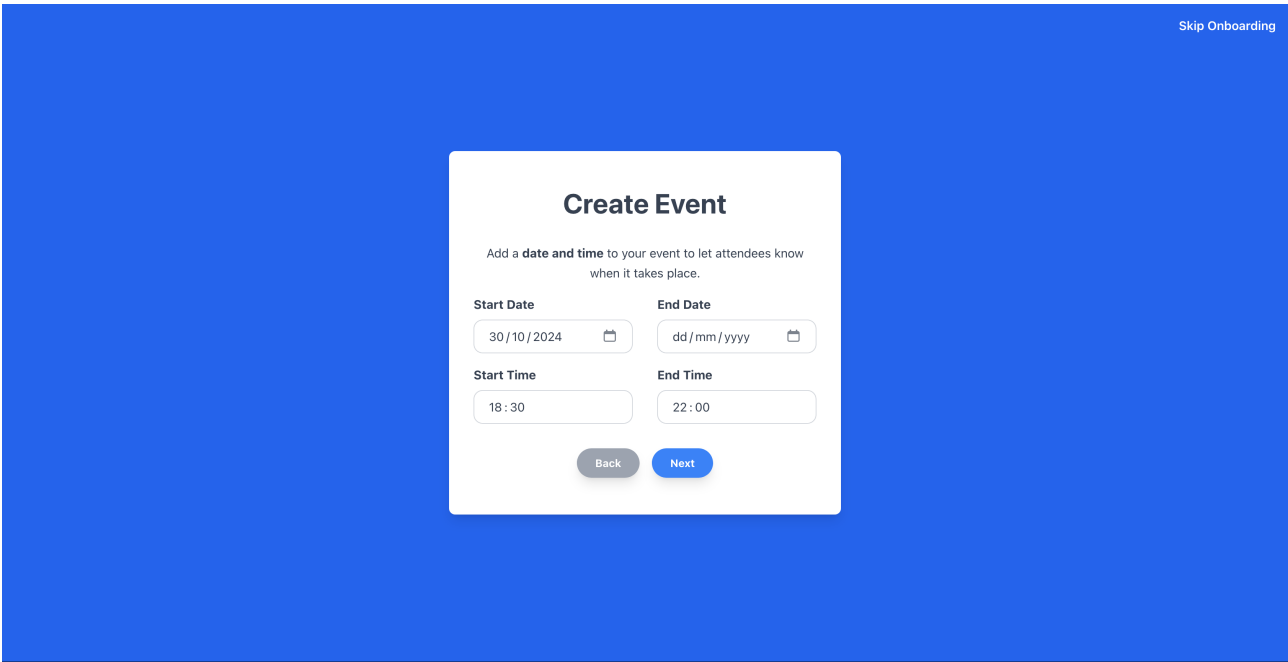 Skip Onboarding
Create Event
Add a date and time to your event to let attendees know
when it takes place.
Start Date End Date
30/10/2024 dd/mm/yyyy
Start Time End Time
18:30 22:00
Back Next